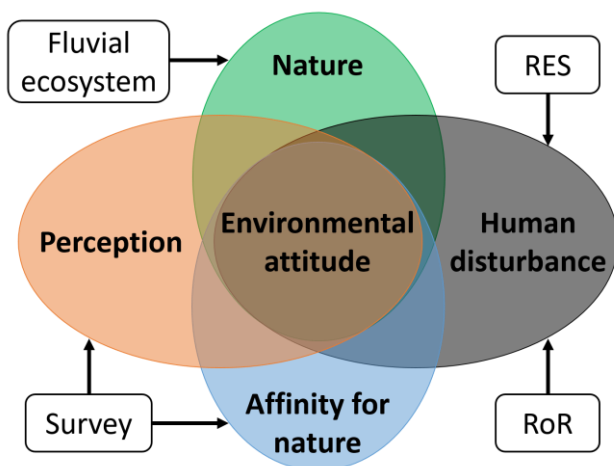 Fluvial
ecosystem
Nature
RES
Perception
Environmental
attitude
Human
disturbance
Survey
Affinity for
nature
RoR